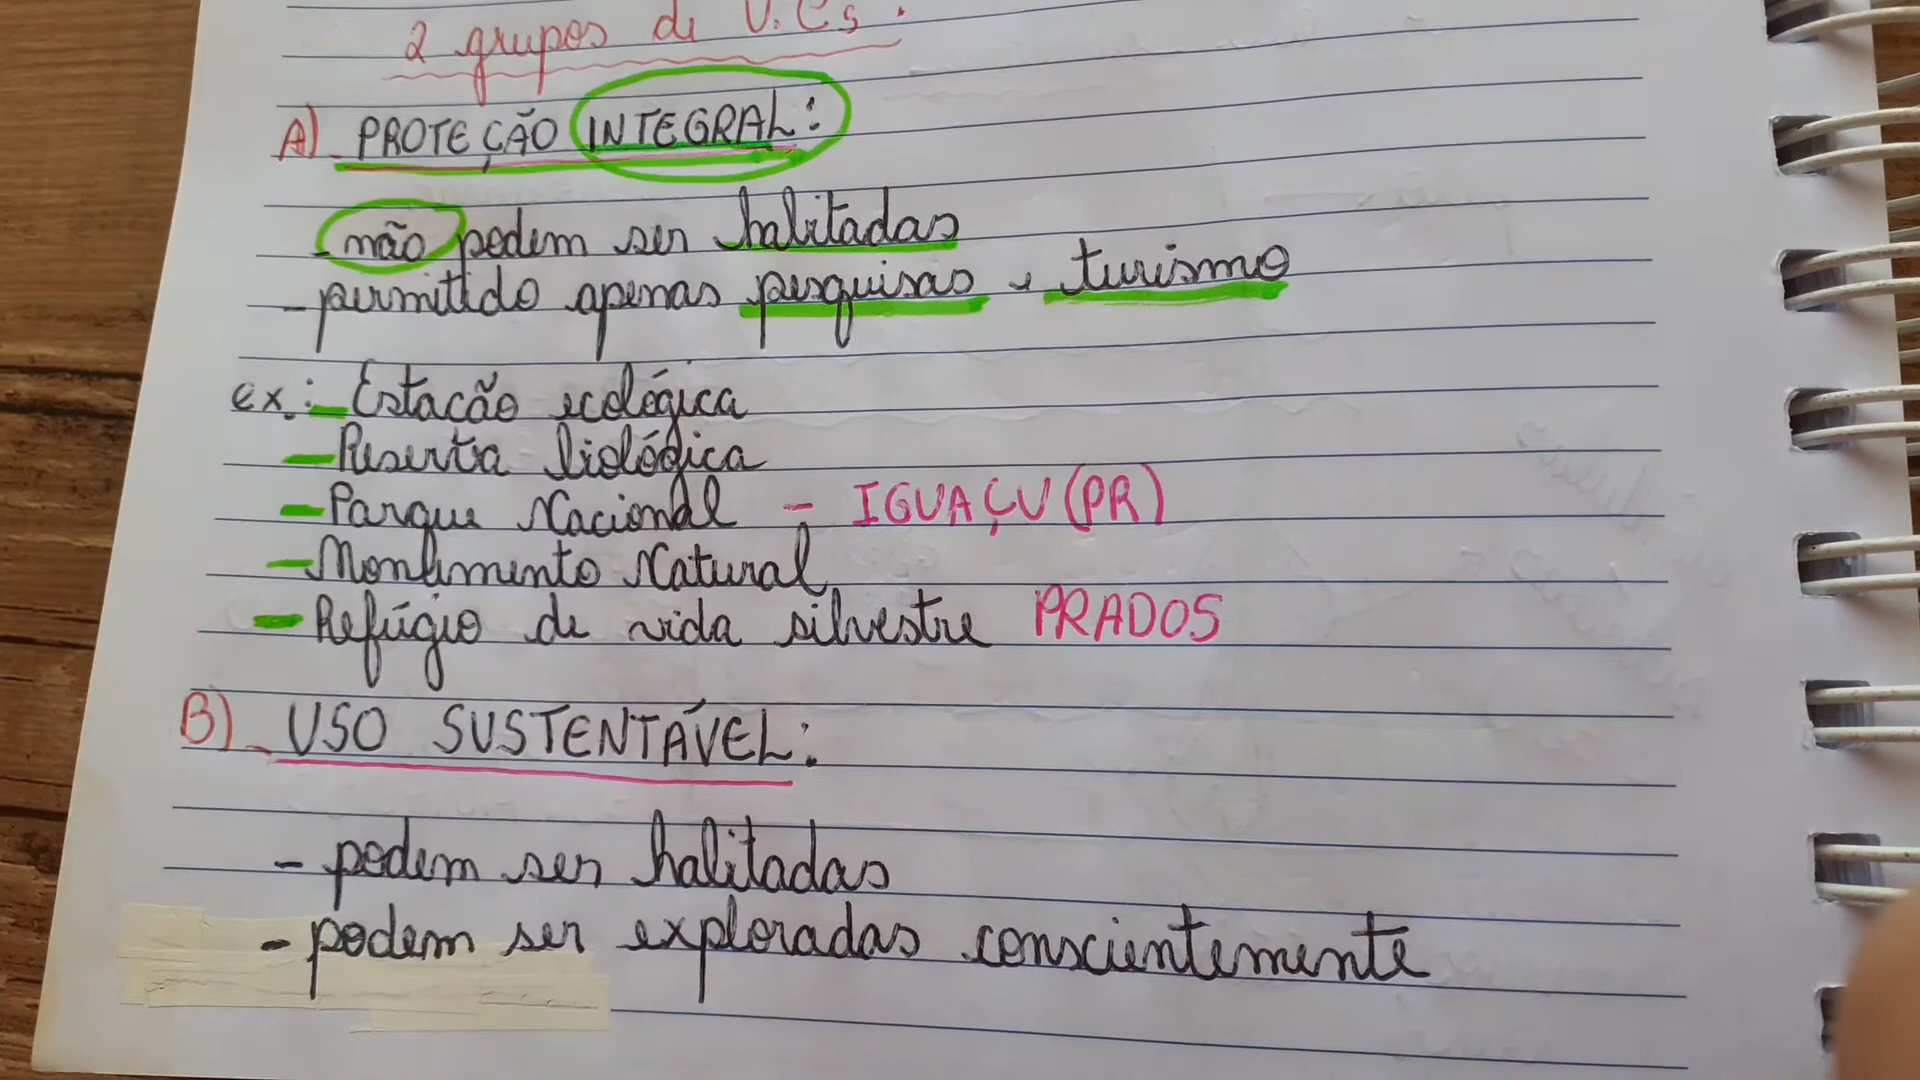 2 grupos de U.Cs.
A) PROTEÇÃO INTEGRAL:
- não podem ser habitadas
- permitido apenas pesquisas e turismo
ex.: - Estacão ecológica
- Reserva biológica
- Parque Nacional - IGUAÇU (PR)
- Monumento Natural
- Refúgio de vida silvestre PRADOS
B) USO SUSTENTÁVEL:
- podem ser habitadas
- podem ser exploradas conscientemente